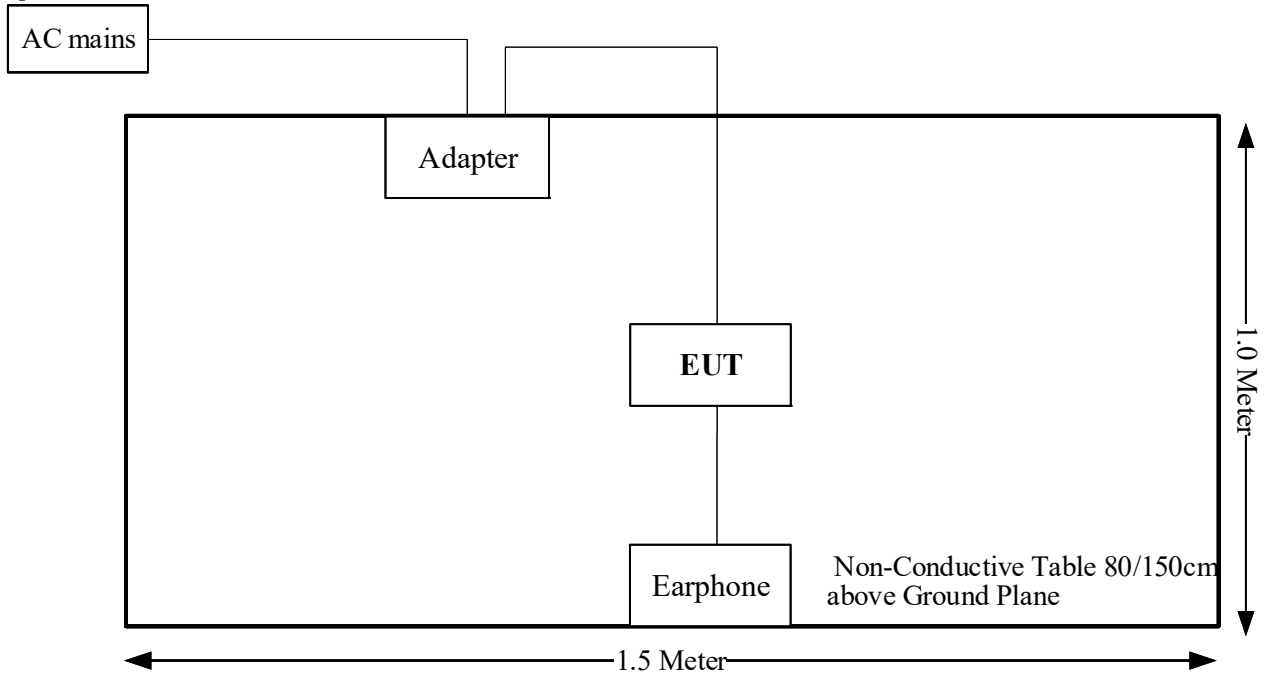 AC mains
Adapter
EUT
1.0 Meter
Earphone
Non-Conductive Table 80/150cm
above Ground Plane
1.5 Meter